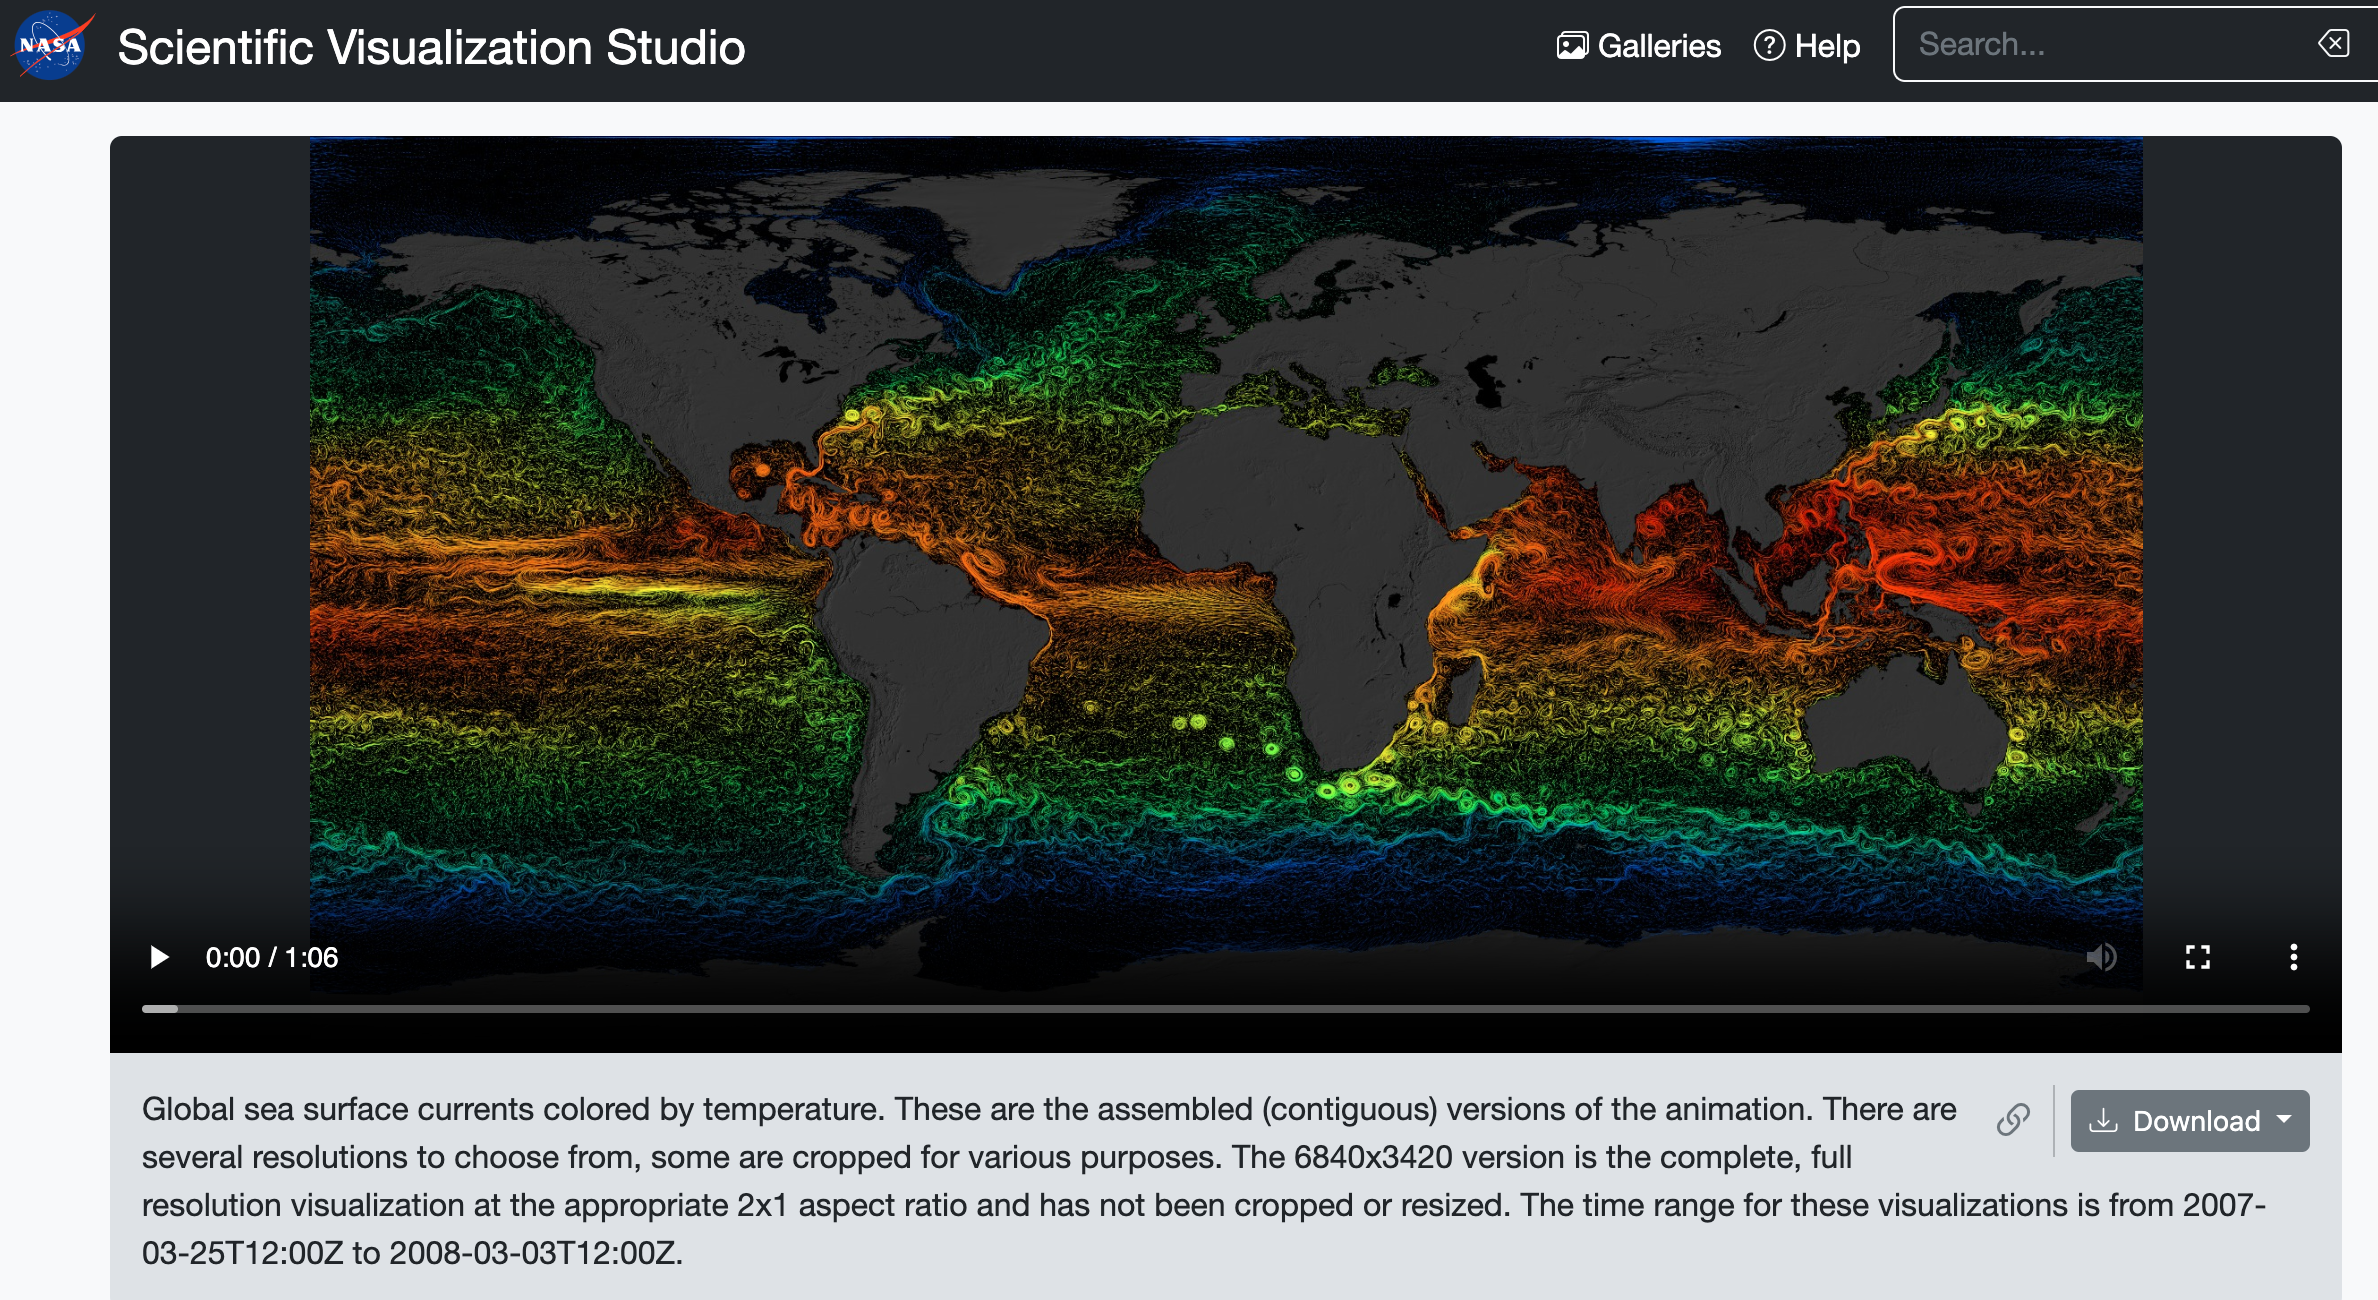 NASA
Scientific Visualization Studio
Galleries
Help
Search...
0:00 / 1:06
Global sea surface currents colored by temperature. These are the assembled (contiguous) versions of the animation. There are
several resolutions to choose from, some are cropped for various purposes. The 6840x3420 version is the complete, full
resolution visualization at the appropriate 2x1 aspect ratio and has not been cropped or resized. The time range for these visualizations is from 2007-
03-25T12:00Z to 2008-03-03T12:00Z.
Download